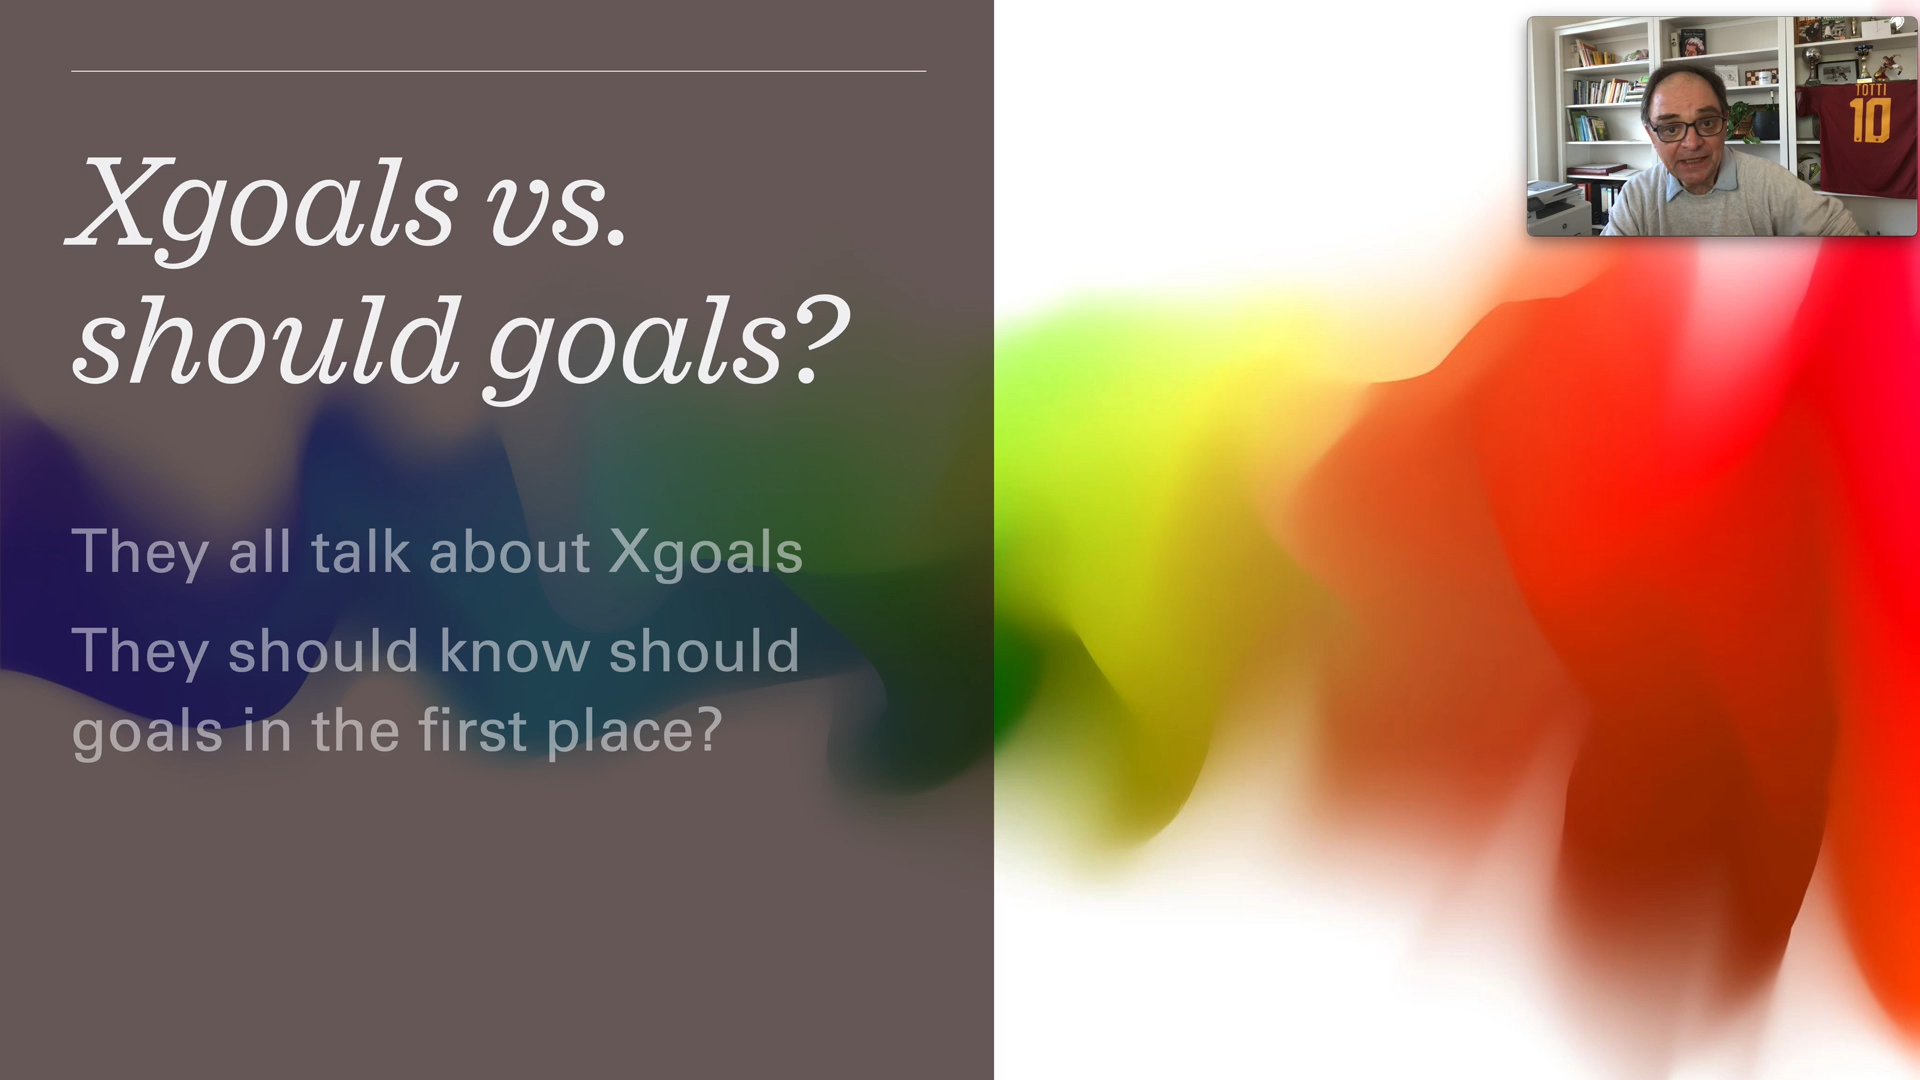 Xgoals vs.
should goals?
They all talk about Xgoals
They should know should
goals in the first place?
TOTTI
10